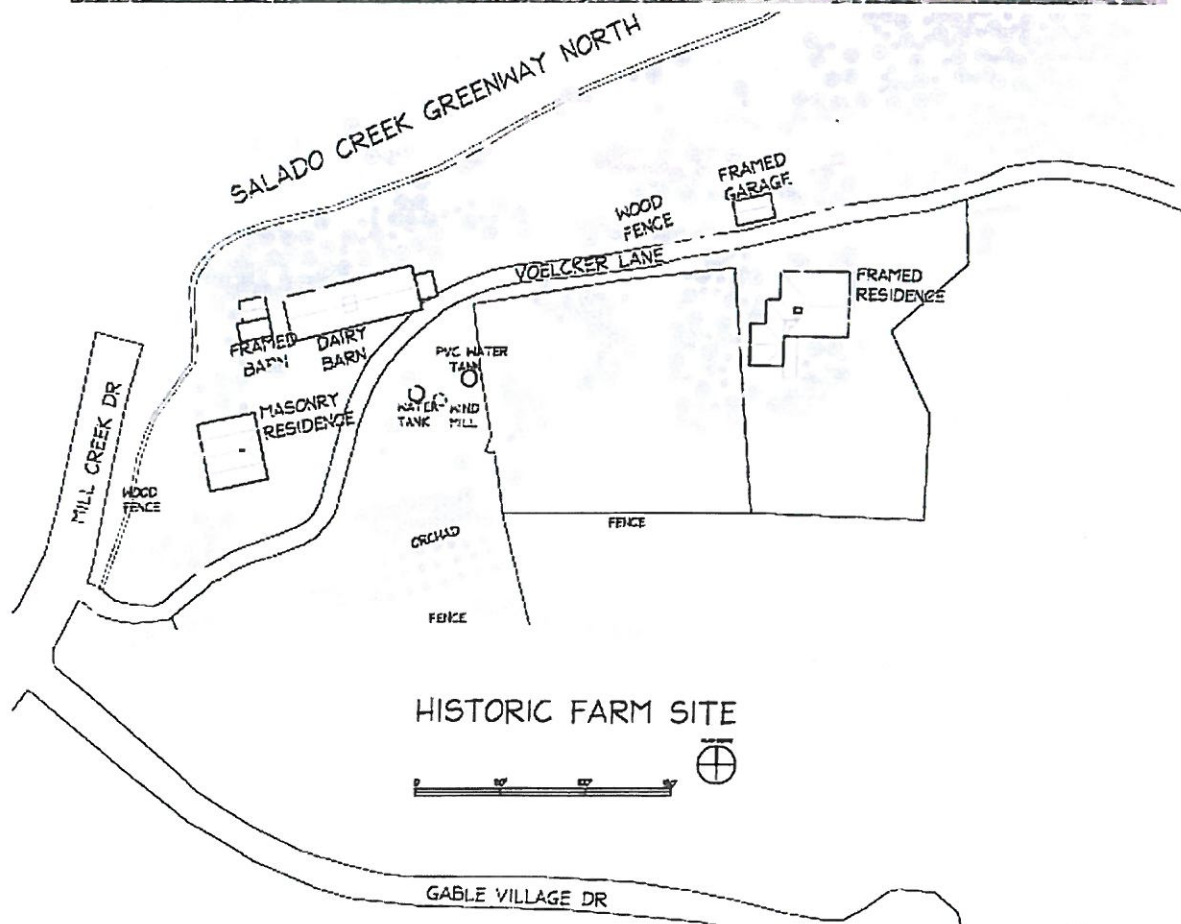 SALADO CREEK GREENWAY NORTH
FRAMED
GARAGE
WOOD
FENCE
VOELCKER LANE
FRAMED
RESIDENCE
FRAMED
BARN
DAIRY
BARN
PVC WATER
TANK
WATER
TANK
WIND
MILL
MASONRY
RESIDENCE
MILL CREEK DR
WOOD
FENCE
ORCHAD
FENCE
FENCE
HISTORIC FARM SITE
0
GABLE VILLAGE DR